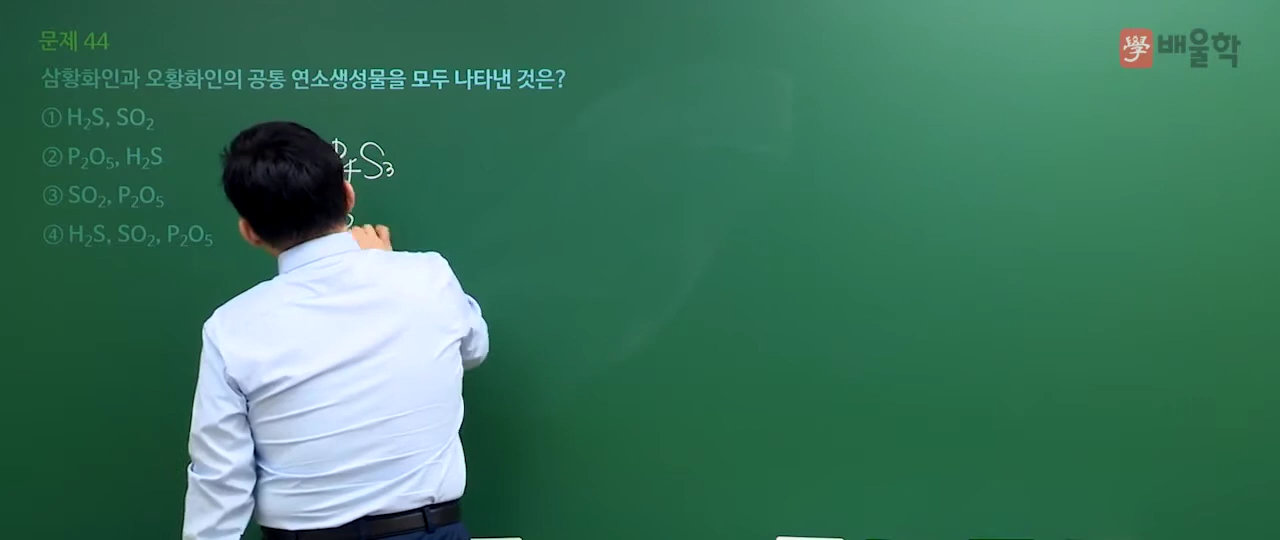 문제 44
學 배울학
삼황화인과 오황화인의 공통 연소생성물을 모두 나타낸 것은?
① H₂S, SO₂
② P₂O₅, H₂S
③ SO₂, P₂O₅
④ H₂S, SO₂, P₂O₅
P₄S₃